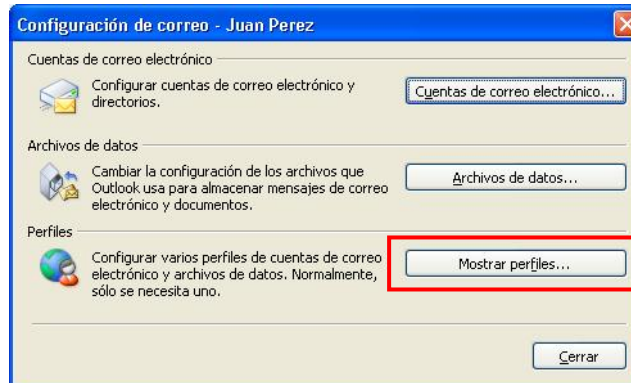 Configuración de correo - Juan Perez
Cuentas de correo electrónico
Configurar cuentas de correo electrónico y
directorios.
Cuentas de correo electrónico...
Archivos de datos
Cambiar la configuración de los archivos que
Outlook usa para almacenar mensajes de correo
electrónico y documentos.
Archivos de datos...
Perfiles
Configurar varios perfiles de cuentas de correo
electrónico y archivos de datos. Normalmente,
sólo se necesita uno.
Mostrar perfiles...
Cerrar